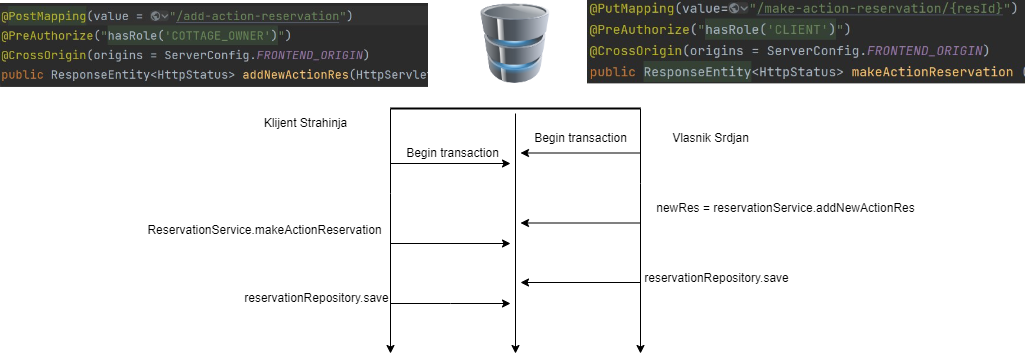 @PostMapping(value = "/add-action-reservation")
@PreAuthorize("hasRole('COTTAGE_OWNER')")
@CrossOrigin(origins = ServerConfig.FRONTEND_ORIGIN)
public ResponseEntity<HttpStatus> addNewActionRes(HttpServlet
@PutMapping(value="/make-action-reservation/{resId}")
@PreAuthorize("hasRole('CLIENT')")
@CrossOrigin(origins = ServerConfig.FRONTEND_ORIGIN)
public ResponseEntity<HttpStatus> makeActionReservation (
Klijent Strahinja
Vlasnik Srdjan
Begin transaction
Begin transaction
newRes = reservationService.addNewActionRes
ReservationService.makeActionReservation
reservationRepository.save
reservationRepository.save